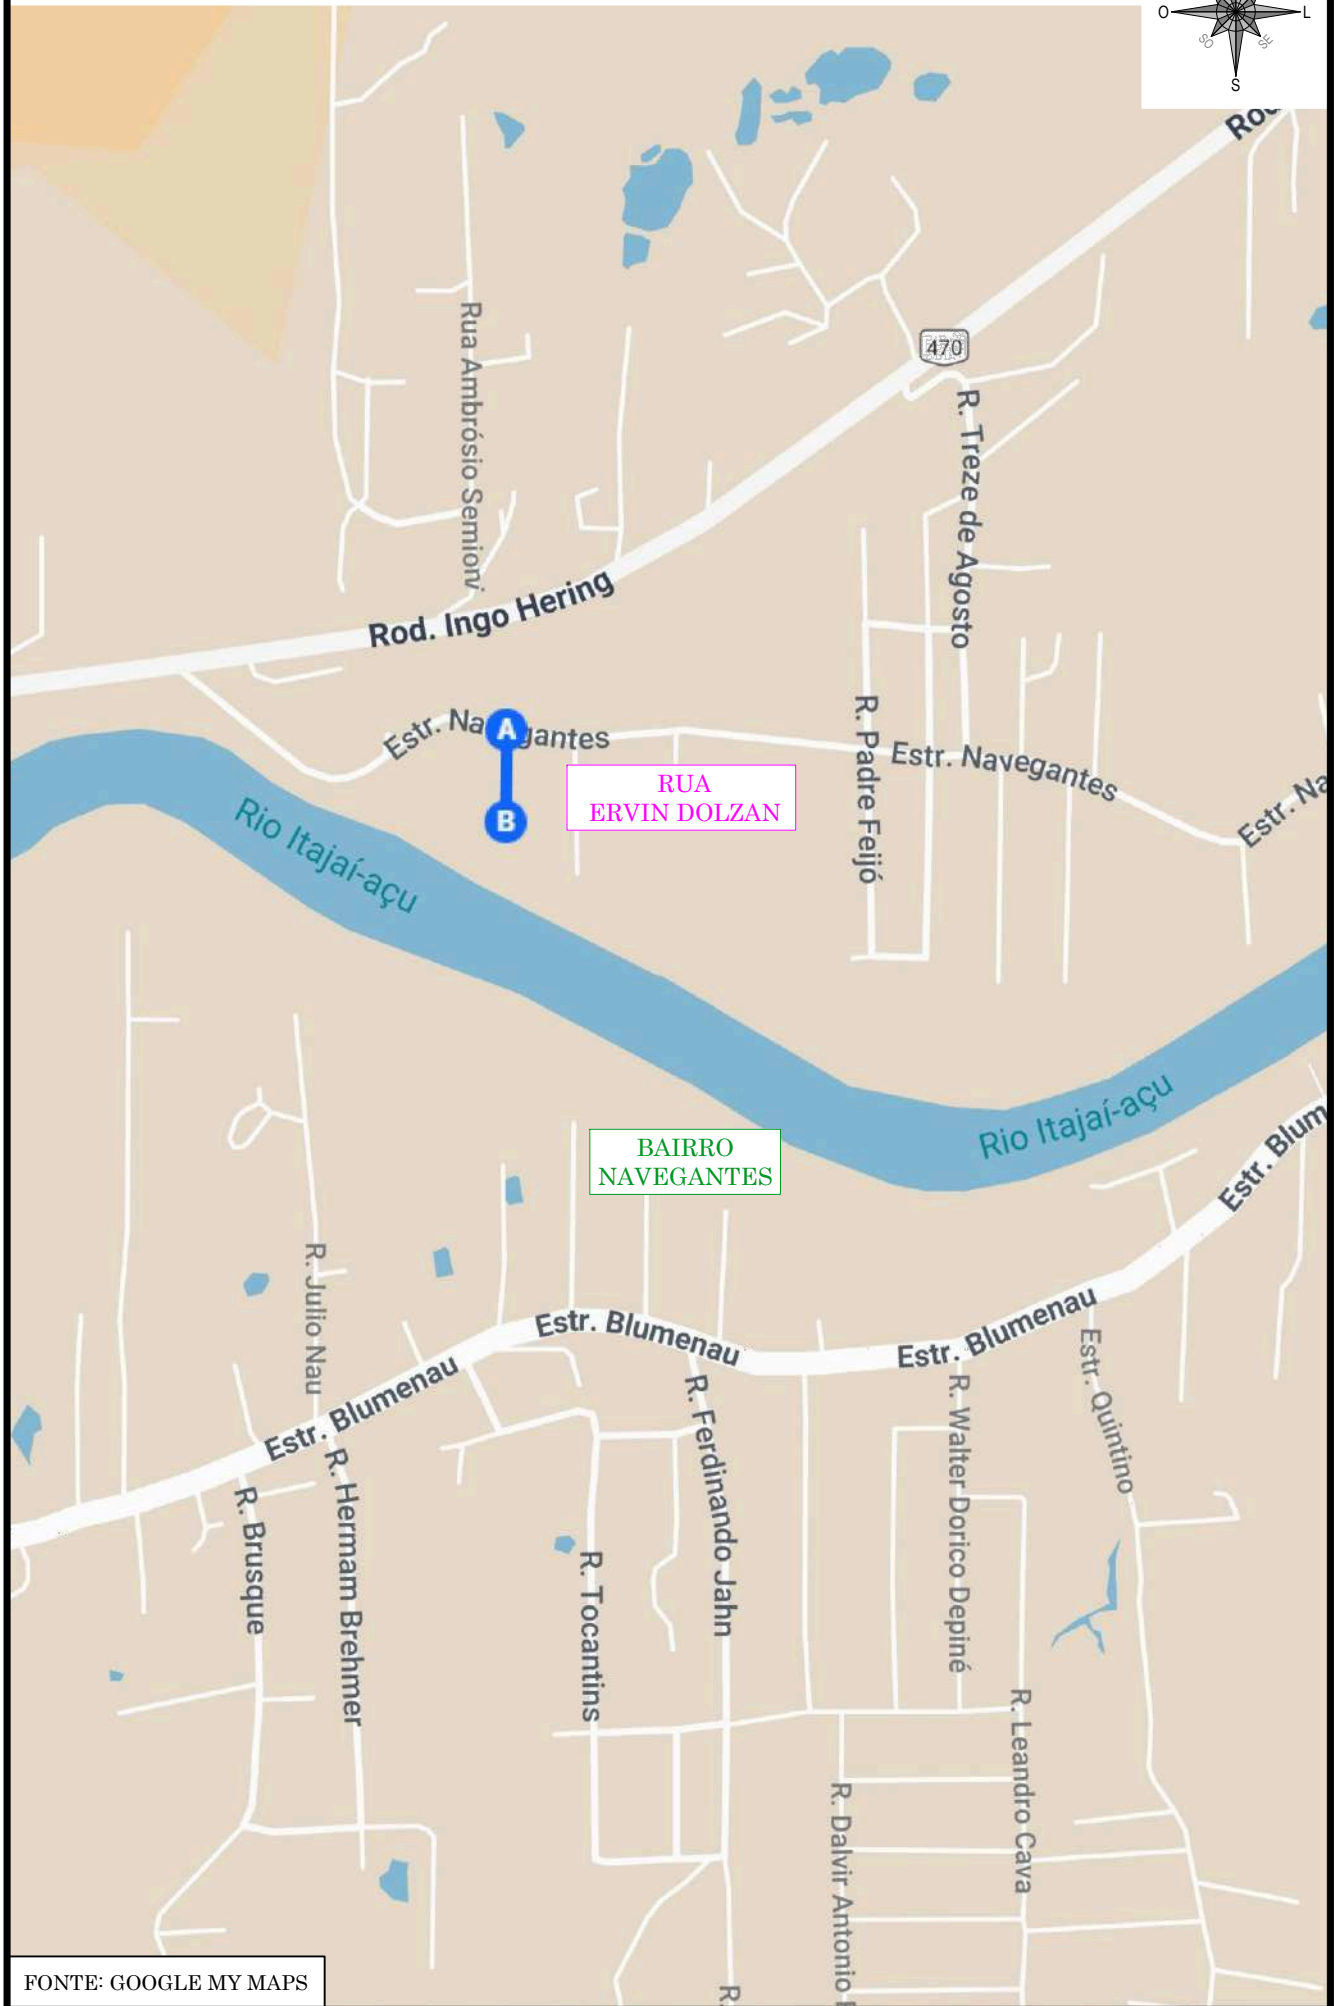 O
L
SO
SE
S
470
Rua Ambrósio Semioni
R. Treze de Agosto
Rod. Ingo Hering
R. Padre Feijó
Estr. Navegantes
A
B
RUA
ERVIN DOLZAN
Estr. Navegantes
Rio Itajaí-açu
Rio Itajaí-açu
BAIRRO
NAVEGANTES
R. Julio Nau
Estr. Blumenau
Estr. Blumenau
Estr. Blumenau
Estr. Quintino
R. Brusque
R. Hermam Brehmer
R. Tocantins
R. Ferdinando Jahn
R. Walter Dorico Depiné
R. Leandro Cava
R. Dalvir Antonio
R.
FONTE: GOOGLE MY MAPS